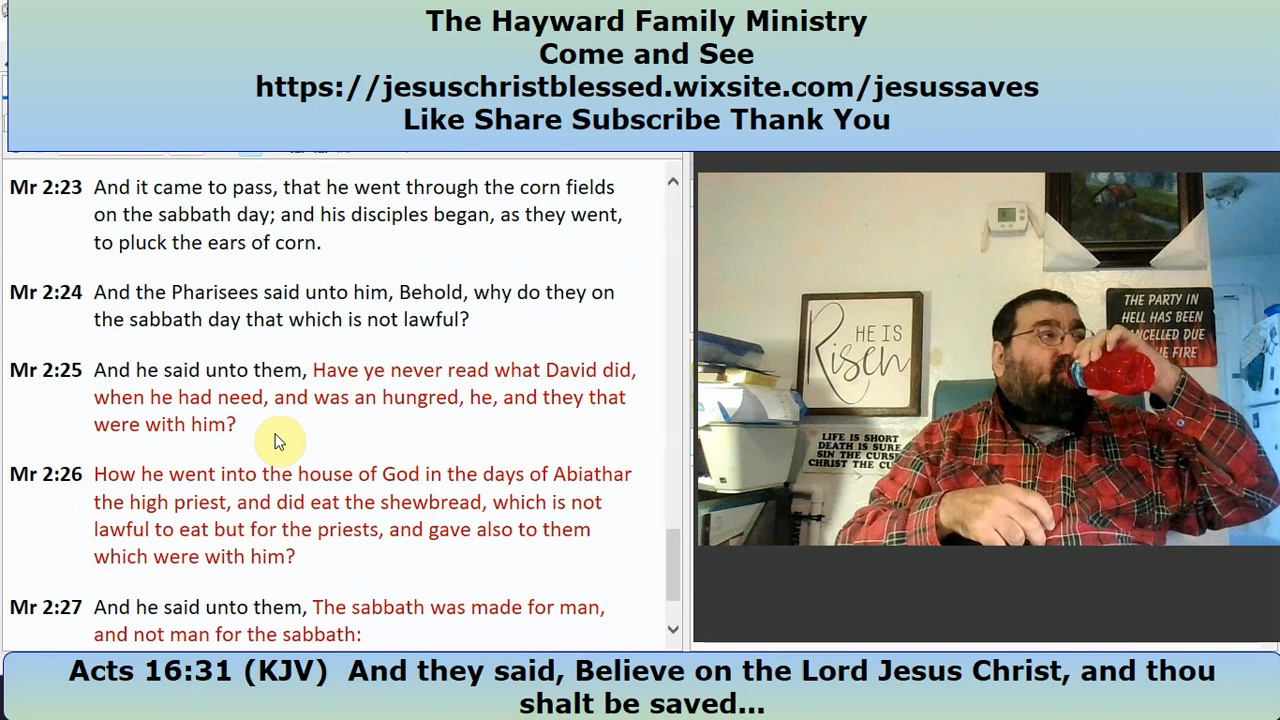 The Hayward Family Ministry
Come and See
https://jesuschristblessed.wixsite.com/jesussaves
Like Share Subscribe Thank You
Mr 2:23 And it came to pass, that he went through the corn fields
on the sabbath day; and his disciples began, as they went,
to pluck the ears of corn.
Mr 2:24 And the Pharisees said unto him, Behold, why do they on
the sabbath day that which is not lawful?
Mr 2:25 And he said unto them, Have ye never read what David did,
when he had need, and was an hungred, he, and they that
were with him?
Mr 2:26 How he went into the house of God in the days of Abiathar
the high priest, and did eat the shewbread, which is not
lawful to eat but for the priests, and gave also to them
which were with him?
Mr 2:27 And he said unto them, The sabbath was made for man,
and not man for the sabbath:
HE IS
Risen
THE PARTY IN
HELL HAS BEEN
DUE
FIRE
LIFE IS SHORT
DEATH IS SURE
SIN THE CURSE
CHRIST THE
Acts 16:31 (KJV) And they said, Believe on the Lord Jesus Christ, and thou
shalt be saved...